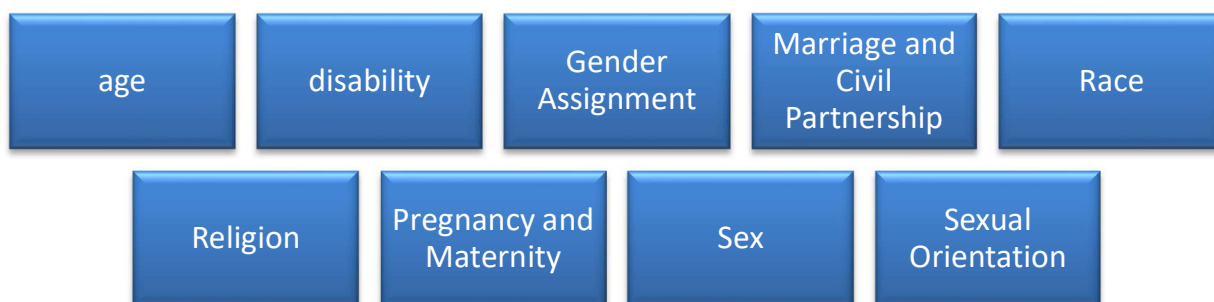 age
disability
Gender
Assignment
Marriage and
Civil
Partnership
Race
Religion
Pregnancy and
Maternity
Sex
Sexual
Orientation